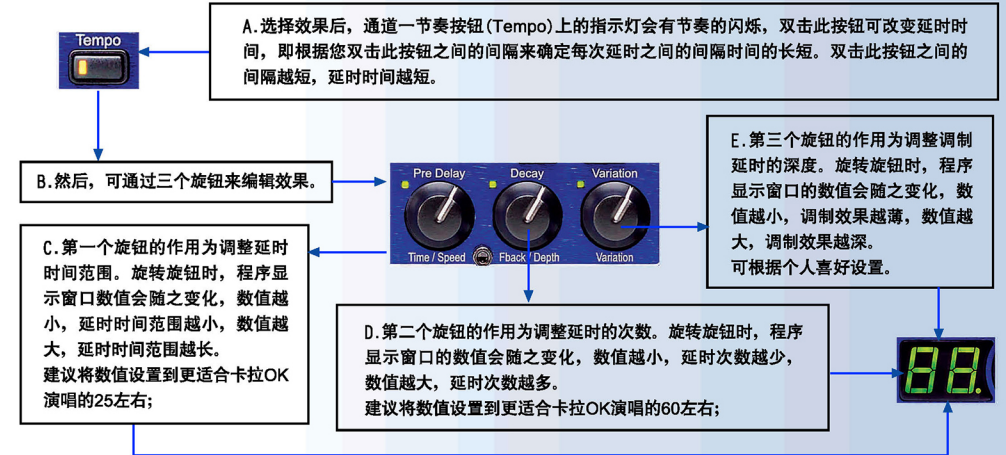 A.选择效果后，通道一节奏按钮(Tempo)上的指示灯会有节奏的闪烁，双击此按钮可改变延时时
间，即根据您双击此按钮之间的间隔来确定每次延时之间的间隔时间的长短。双击此按钮之间的
间隔越短，延时时间越短。
Tempo
B.然后，可通过三个旋钮来编辑效果。
Pre Delay Decay Variation
Time / Speed Fback / Depth Variation
C.第一个旋钮的作用为调整延时
时间范围。旋转旋钮时，程序显
示窗口数值会随之变化，数值越
小，延时时间范围越小，数值越
大，延时时间范围越长。
建议将数值设置到更适合卡拉OK
演唱的25左右；
D.第二个旋钮的作用为调整延时的次数。旋转旋钮时，程序
显示窗口的数值会随之变化，数值越小，延时次数越少，
数值越大，延时次数越多。
建议将数值设置到更适合卡拉OK演唱的60左右；
E.第三个旋钮的作用为调整调制
延时的深度。旋转旋钮时，程序
显示窗口的数值会随之变化，数
值越小，调制效果越薄，数值越
大，调制效果越深。
可根据个人喜好设置。
88.